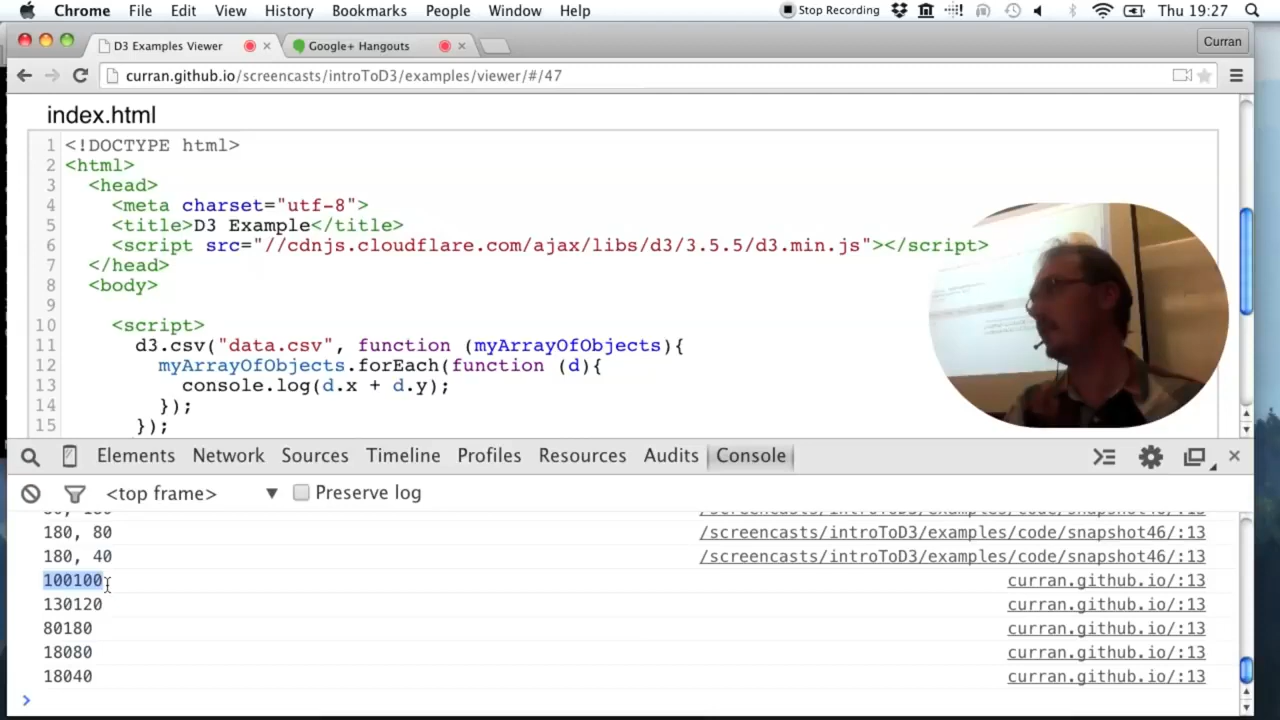 Chrome File Edit View History Bookmarks People Window Help Stop Recording Thu 19:27
D3 Examples Viewer × Google+ Hangouts × Curran
curran.github.io/screencasts/introToD3/examples/viewer/#/47
index.html
1 <!DOCTYPE html>
2 <html>
3 <head>
4 <meta charset="utf-8">
5 <title>D3 Example</title>
6 <script src="//cdnjs.cloudflare.com/ajax/libs/d3/3.5.5/d3.min.js"></script>
7 </head>
8 <body>
9
10 <script>
11 d3.csv("data.csv", function (myArrayOfObjects){
12 myArrayOfObjects.forEach(function (d){
13 console.log(d.x + d.y);
14 });
15 });
Elements Network Sources Timeline Profiles Resources Audits Console
<top frame> Preserve log
/screencasts/introToD3/examples/code/snapshot46/:13
180, 80 /screencasts/introToD3/examples/code/snapshot46/:13
180, 40 /screencasts/introToD3/examples/code/snapshot46/:13
100100 curran.github.io/:13
130120 curran.github.io/:13
80180 curran.github.io/:13
18080 curran.github.io/:13
18040 curran.github.io/:13